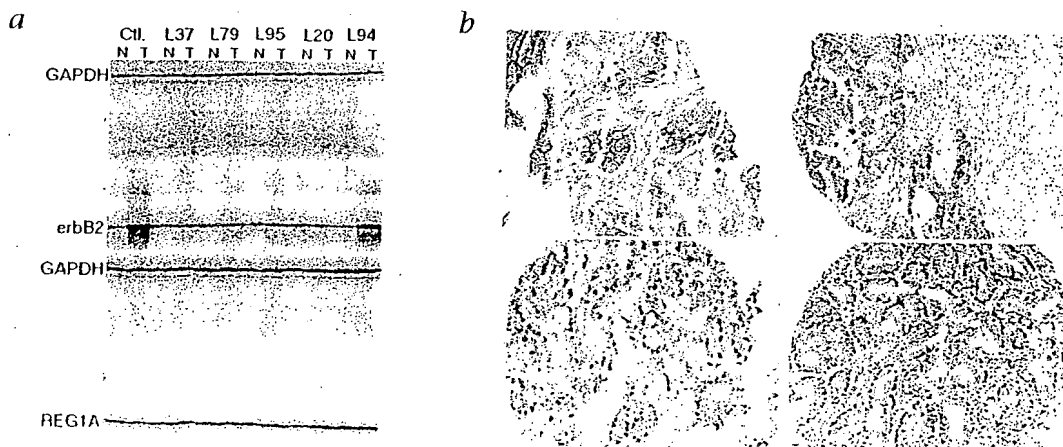 a
b
Ctl. L37 L79 L95 L20 L94
N T N T N T N T N T N T
GAPDH
erbB2
GAPDH
REG1A